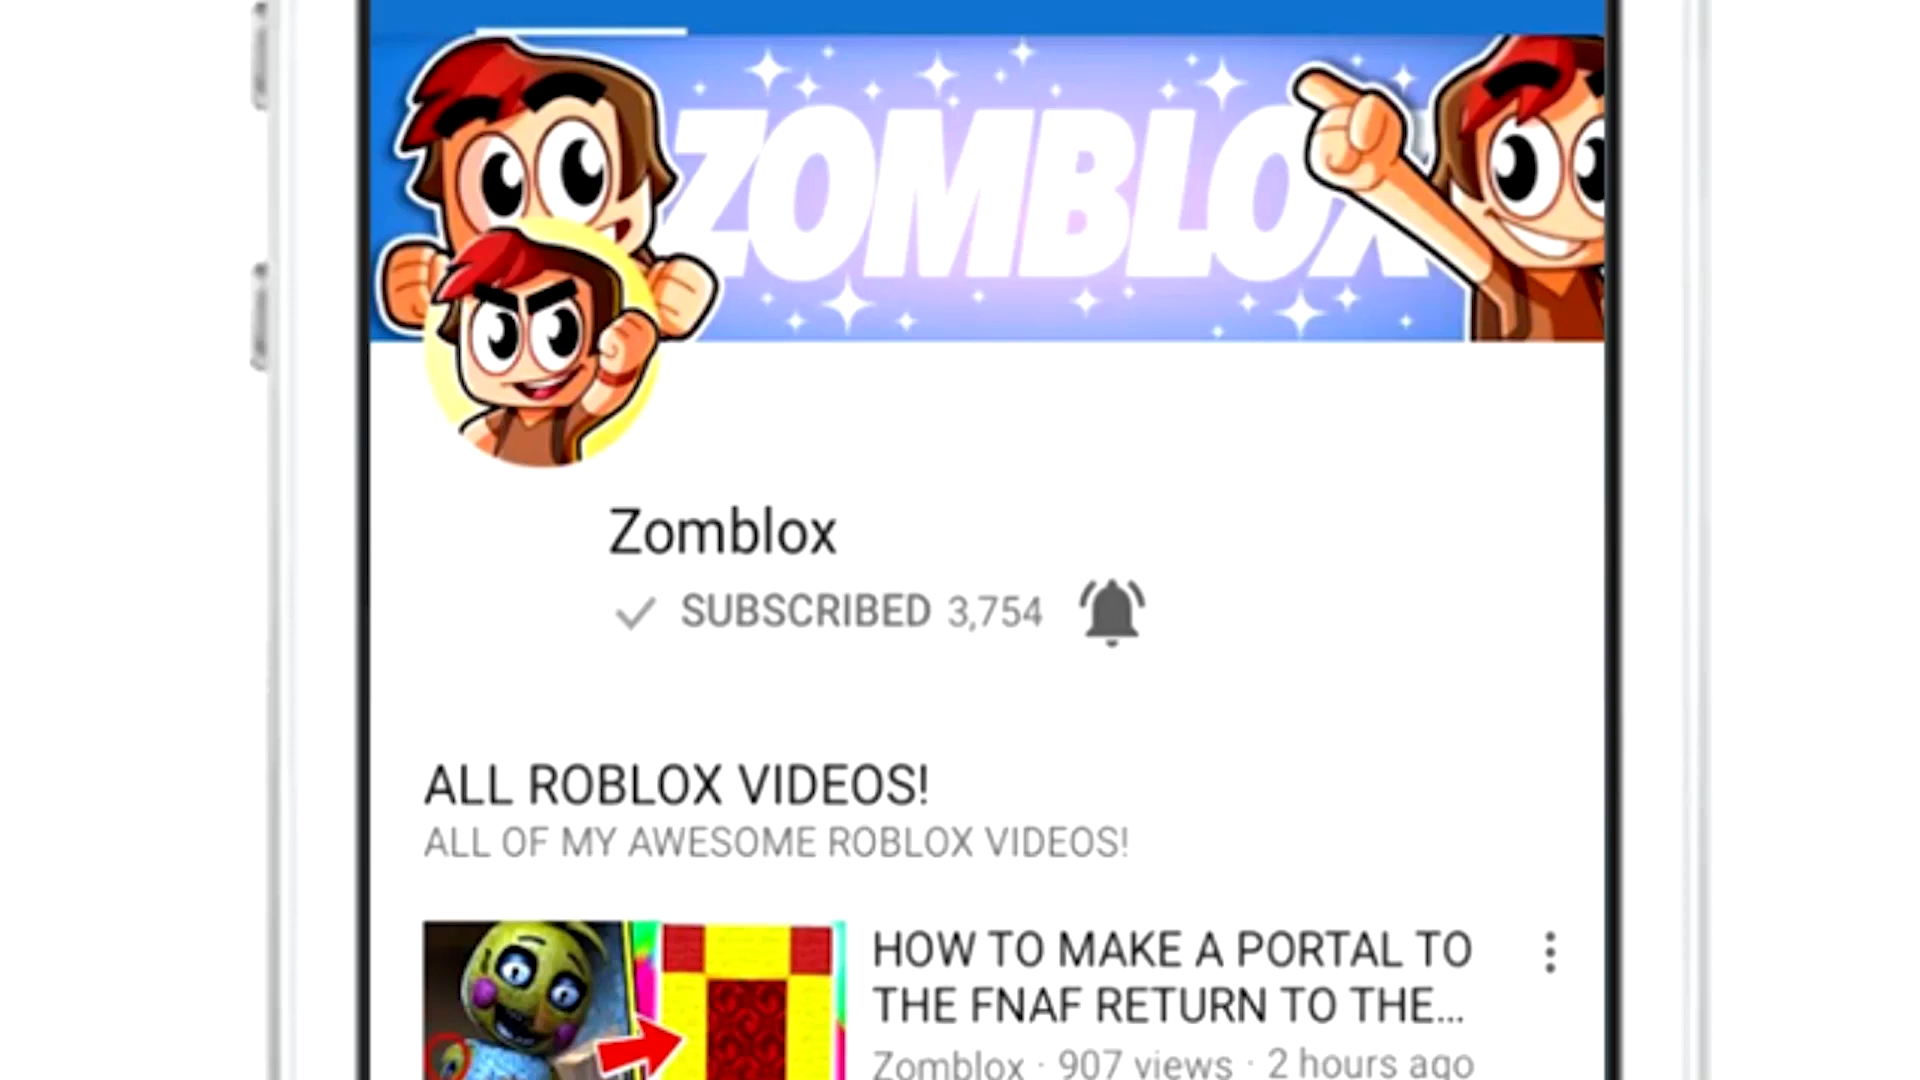 ZOMBLOX
Zomblox
SUBSCRIBED 3,754
ALL ROBLOX VIDEOS!
ALL OF MY AWESOME ROBLOX VIDEOS!
HOW TO MAKE A PORTAL TO
THE FNAF RETURN TO THE...
Zomblox · 907 views · 2 hours ago